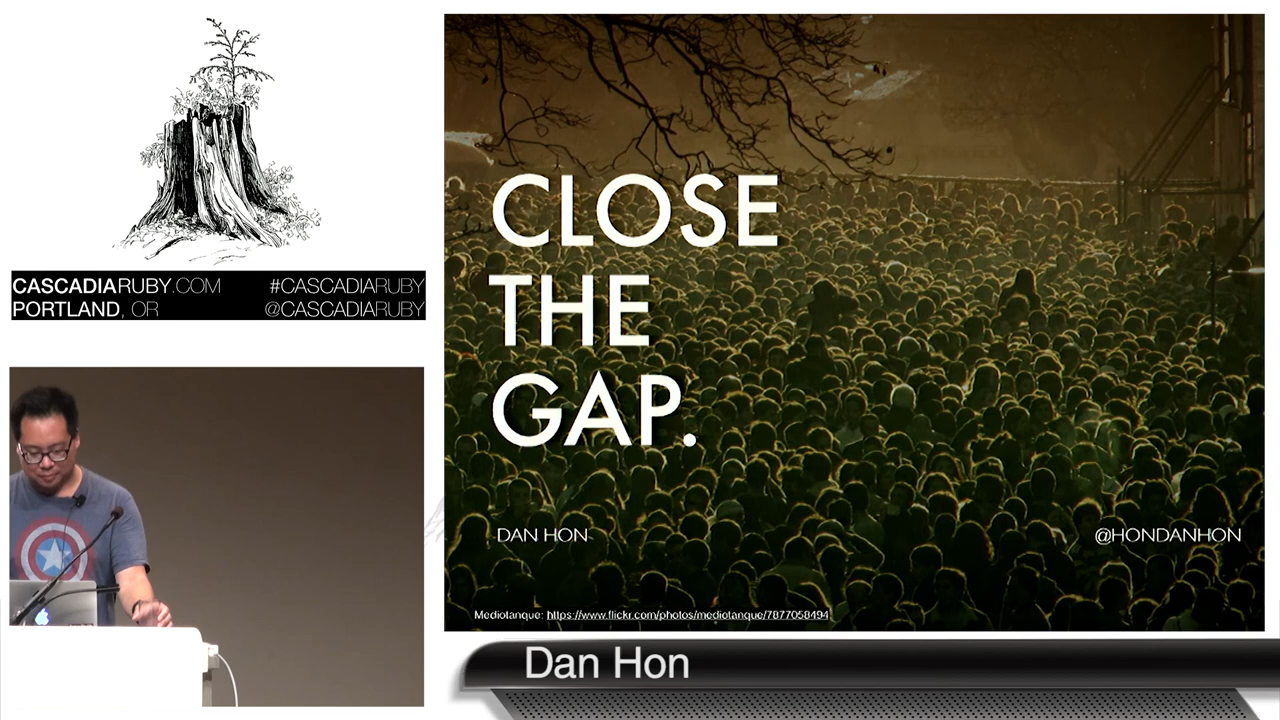 CASCADIARUBY.COM #CASCADIARUBY
PORTLAND, OR @CASCADIARUBY
CLOSE
THE
GAP.
DAN HON @HONDANHON
Mediotanque: https://www.flickr.com/photos/mediotanque/7877058494
Dan Hon